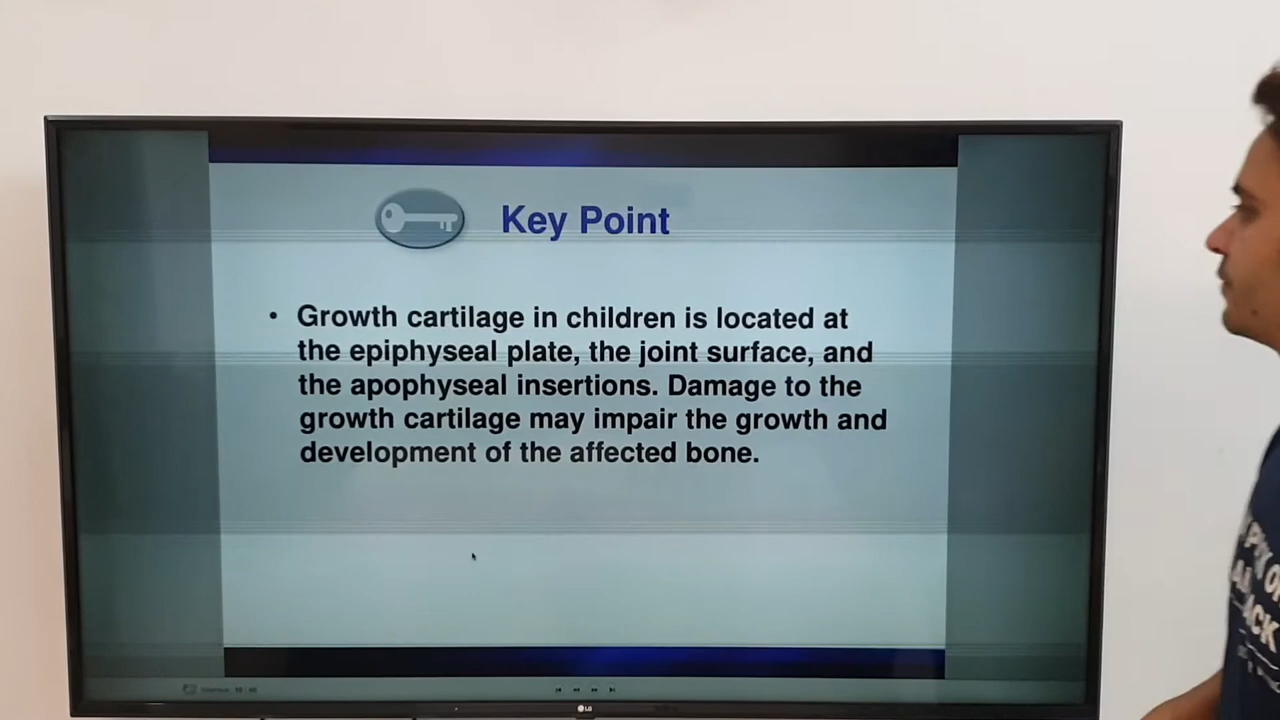 Key Point
• Growth cartilage in children is located at
the epiphyseal plate, the joint surface, and
the apophyseal insertions. Damage to the
growth cartilage may impair the growth and
development of the affected bone.
LG